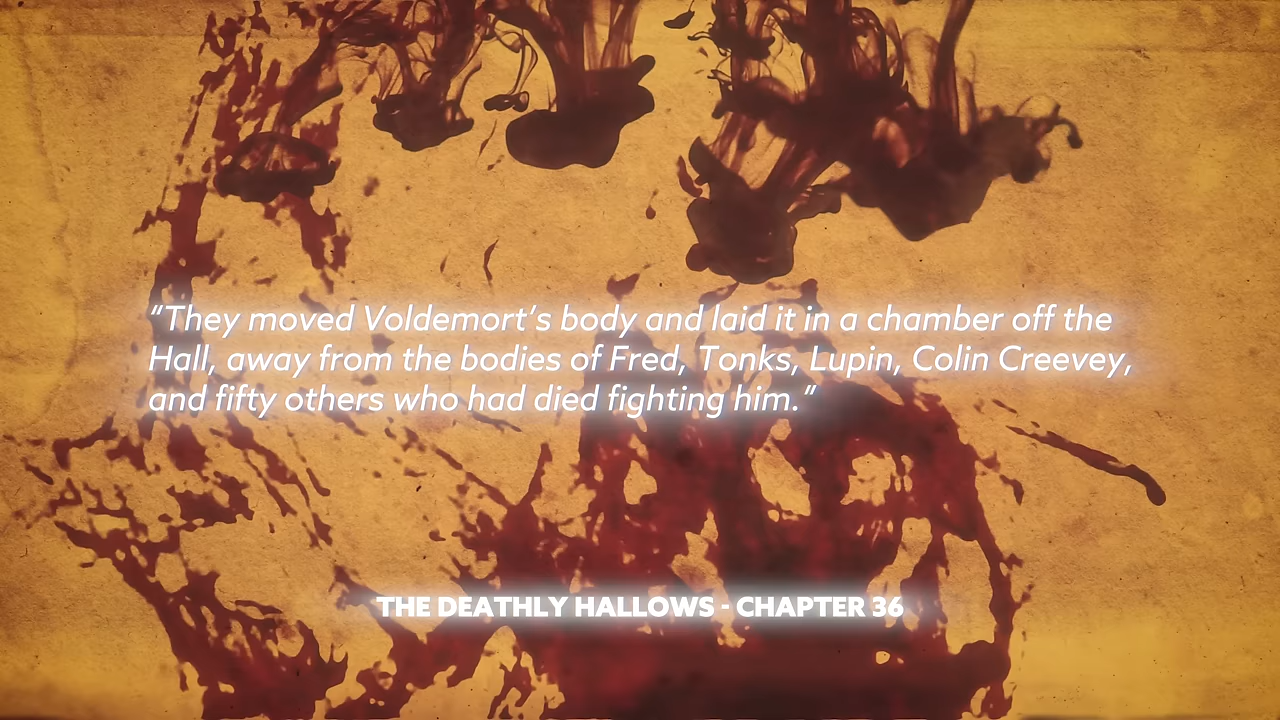 “They moved Voldemort’s body and laid it in a chamber off the
Hall, away from the bodies of Fred, Tonks, Lupin, Colin Creevey,
and fifty others who had died fighting him.”
THE DEATHLY HALLOWS - CHAPTER 36